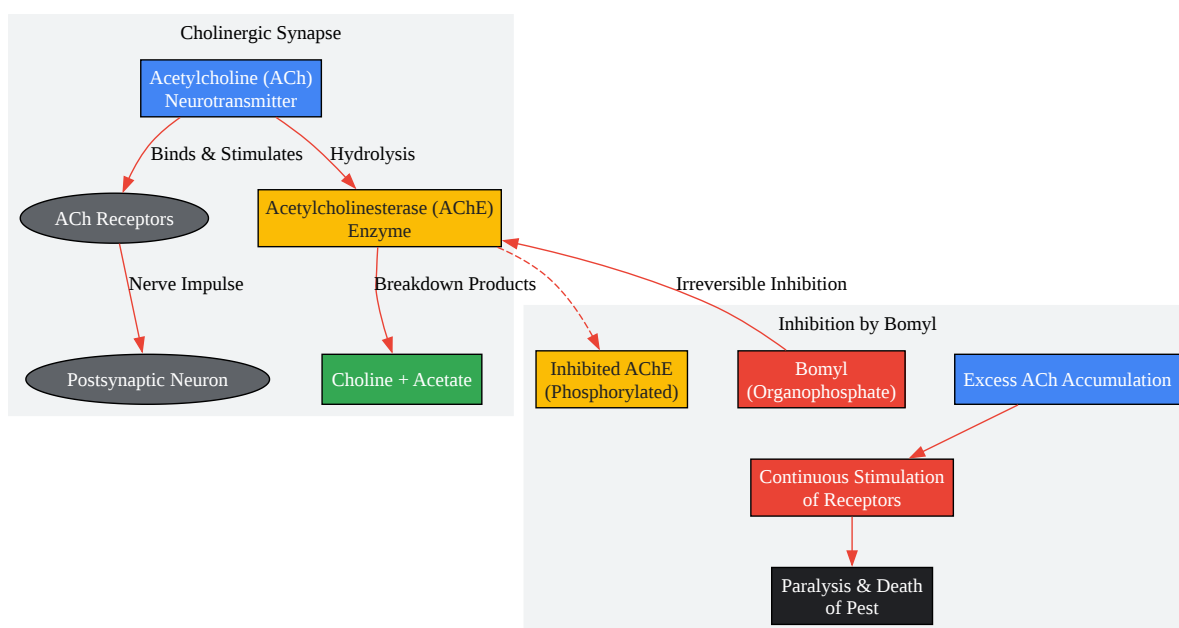 Cholinergic Synapse
Acetylcholine (ACh)
Neurotransmitter
Binds & Stimulates
Hydrolysis
ACh Receptors
Acetylcholinesterase (AChE)
Enzyme
Nerve Impulse
Breakdown Products
Irreversible Inhibition
Postsynaptic Neuron
Choline + Acetate
Inhibition by Bomyl
Inhibited AChE
(Phosphorylated)
Bomyl
(Organophosphate)
Excess ACh Accumulation
Continuous Stimulation
of Receptors
Paralysis & Death
of Pest